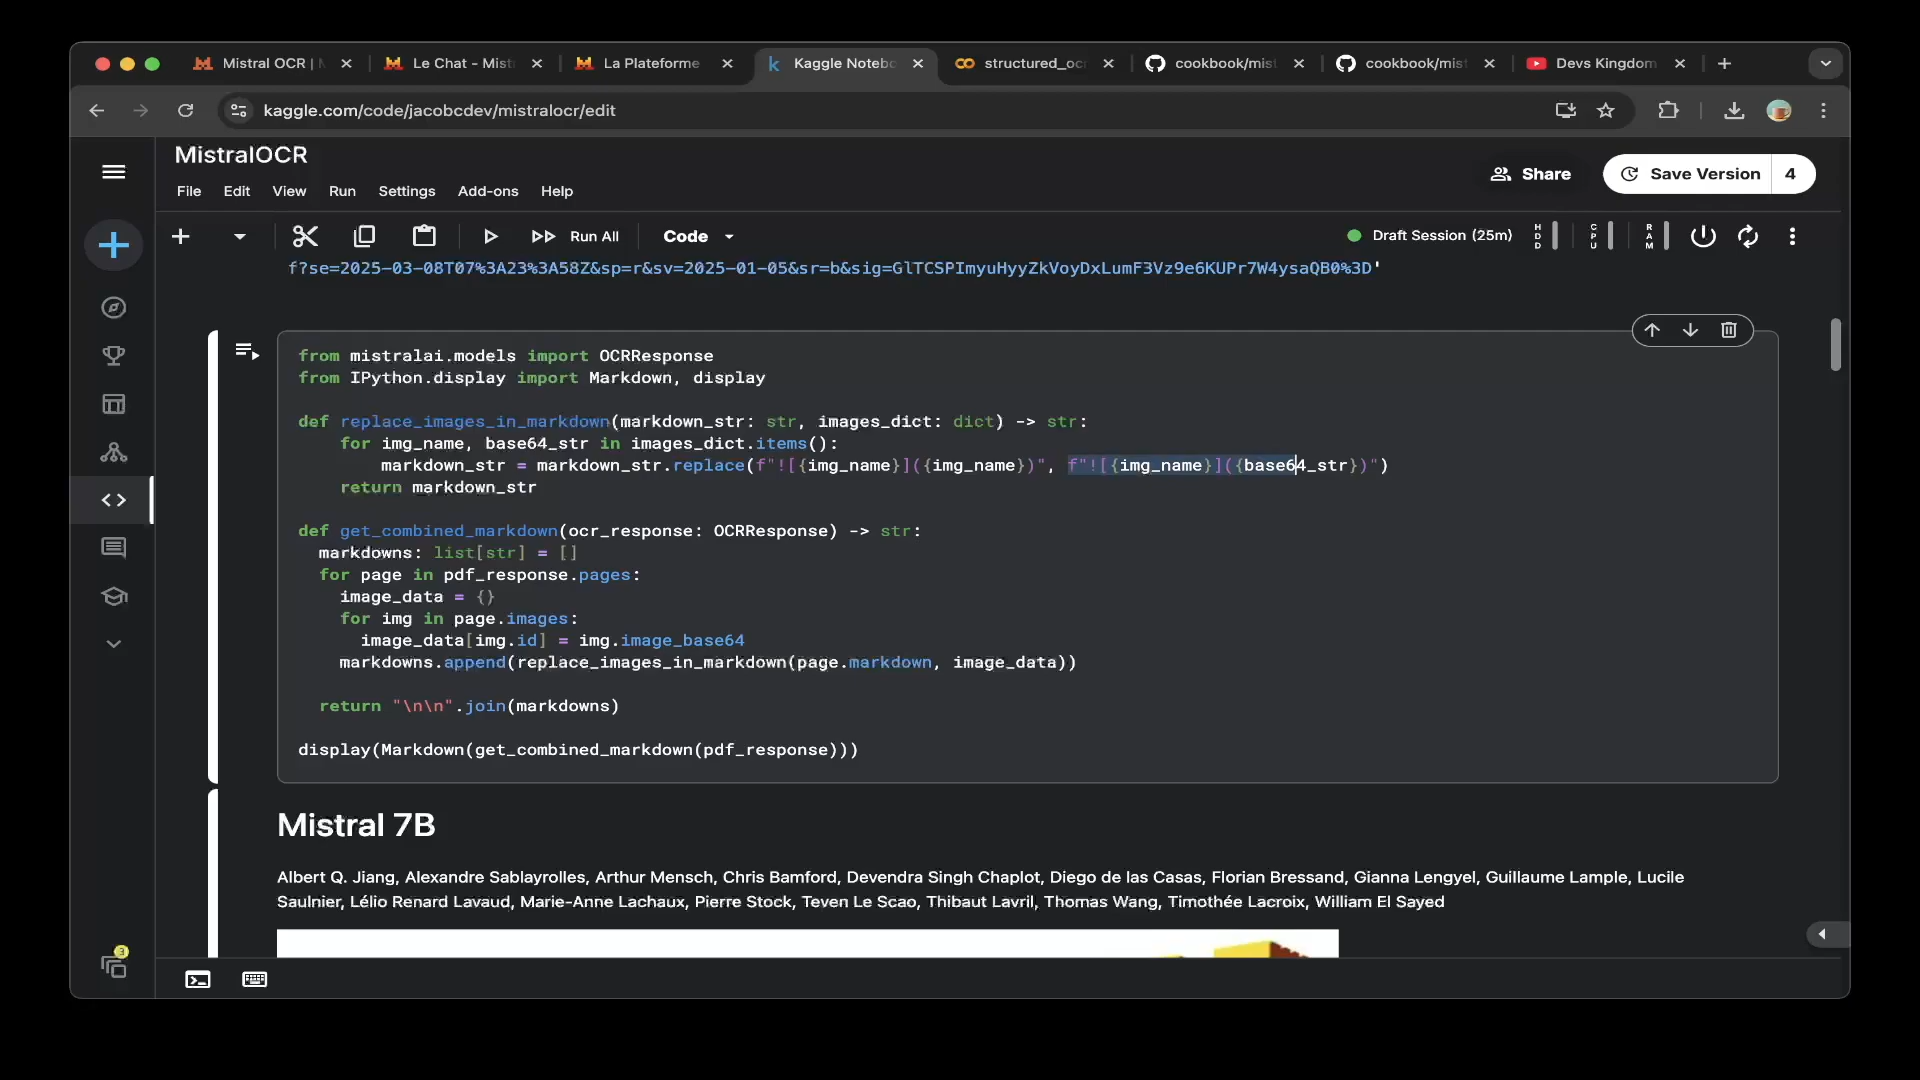 Mistral OCR | M
Le Chat - Mist
La Plateforme
Kaggle Notebo
structured_ocr
cookbook/mist
cookbook/mist
Devs Kingdom
kaggle.com/code/jacobcdev/mistralocr/edit
MistralOCR
File Edit View Run Settings Add-ons Help
Share
Save Version 4
Run All
Code
Draft Session (25m)
HDD
CPU
RAM
f?se=2025-03-08T07%3A23%3A58Z&sp=r&sv=2025-01-05&sr=b&sig=GlTCSPImyuHyyZkVoyDxLumF3Vz9e6KUPr7W4ysaQB0%3D'
from mistralai.models import OCRResponse
from IPython.display import Markdown, display
def replace_images_in_markdown(markdown_str: str, images_dict: dict) -> str:
    for img_name, base64_str in images_dict.items():
        markdown_str = markdown_str.replace(f"![{img_name}]({img_name})", f"![{img_name}]({base64_str})")
    return markdown_str
def get_combined_markdown(ocr_response: OCRResponse) -> str:
  markdowns: list[str] = []
  for page in pdf_response.pages:
    image_data = {}
    for img in page.images:
      image_data[img.id] = img.image_base64
    markdowns.append(replace_images_in_markdown(page.markdown, image_data))
  return "\n\n".join(markdowns)
display(Markdown(get_combined_markdown(pdf_response)))
Mistral 7B
Albert Q. Jiang, Alexandre Sablayrolles, Arthur Mensch, Chris Bamford, Devendra Singh Chaplot, Diego de las Casas, Florian Bressand, Gianna Lengyel, Guillaume Lample, Lucile
Saulnier, Lélio Renard Lavaud, Marie-Anne Lachaux, Pierre Stock, Teven Le Scao, Thibaut Lavril, Thomas Wang, Timothée Lacroix, William El Sayed
3